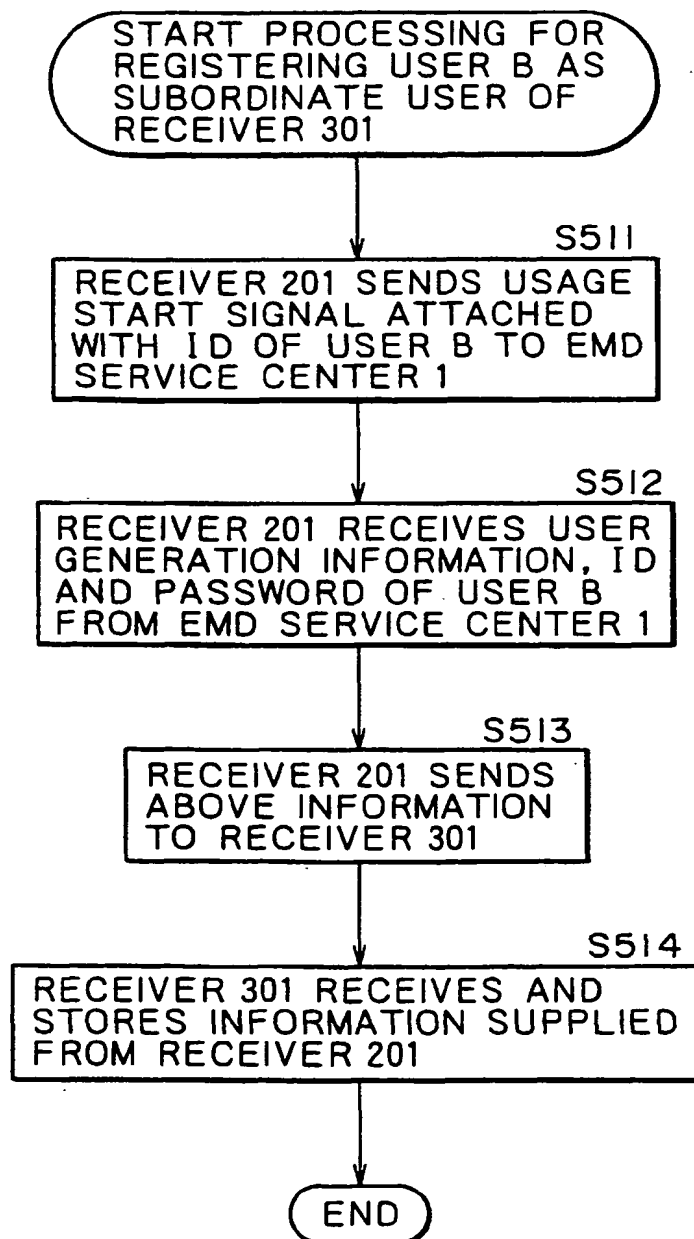 START PROCESSING FOR
REGISTERING USER B AS
SUBORDINATE USER OF
RECEIVER 301
S511
RECEIVER 201 SENDS USAGE
START SIGNAL ATTACHED
WITH ID OF USER B TO EMD
SERVICE CENTER 1
S512
RECEIVER 201 RECEIVES USER
GENERATION INFORMATION, ID
AND PASSWORD OF USER B
FROM EMD SERVICE CENTER 1
S513
RECEIVER 201 SENDS
ABOVE INFORMATION
TO RECEIVER 301
S514
RECEIVER 301 RECEIVES AND
STORES INFORMATION SUPPLIED
FROM RECEIVER 201
END